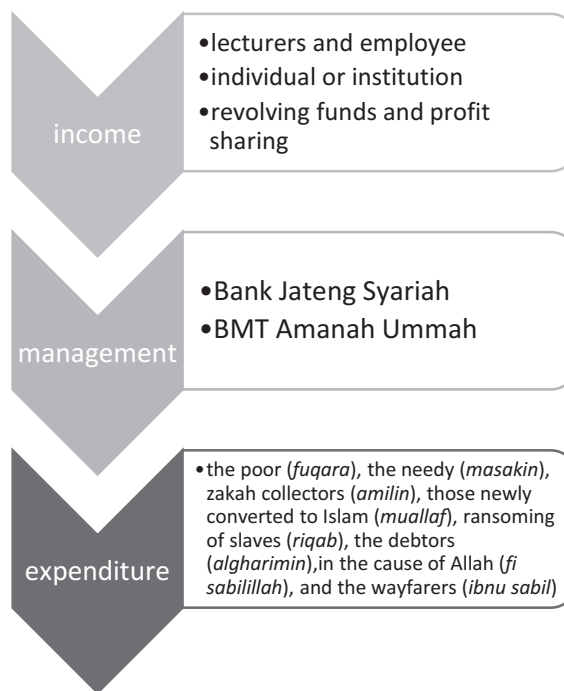 income
•lecturers and employee
•individual or institution
•revolving funds and profit
sharing
management
•Bank Jateng Syariah
•BMT Amanah Ummah
expenditure
•the poor (fuqara), the needy (masakin),
zakah collectors (amilin), those newly
converted to Islam (muallaf), ransoming
of slaves (riqab), the debtors
(algharimin),in the cause of Allah (fi
sabilillah), and the wayfarers (ibnu sabil)